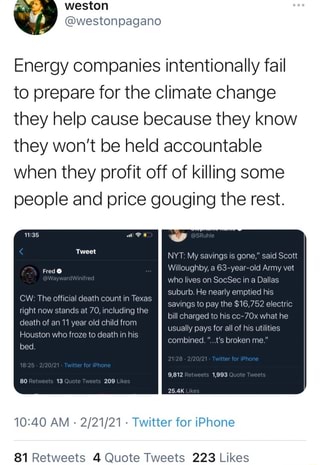 weston
@westonpagano
Energy companies intentionally fail
to prepare for the climate change
they help cause because they know
they won't be held accountable
when they profit off of killing some
people and price gouging the rest.
11:35
Tweet
Fred
@WaywardWinifred
CW: The official death count in Texas
right now stands at 70, including the
death of an 11 year old child from
Houston who froze to death in his
bed.
18:25 · 2/20/21 · Twitter for iPhone
80 Retweets 13 Quote Tweets 209 Likes
@SRuhle
NYT: My savings is gone," said Scott
Willoughby, a 63-year-old Army vet
who lives on SocSec in a Dallas
suburb. He nearly emptied his
savings to pay the $16,752 electric
bill charged to his cc-70x what he
usually pays for all of his utilities
combined. "...t's broken me."
21:28 · 2/20/21 · Twitter for iPhone
9,812 Retweets 1,993 Quote Tweets
25.4K Likes
10:40 AM · 2/21/21 · Twitter for iPhone
81 Retweets 4 Quote Tweets 223 Likes